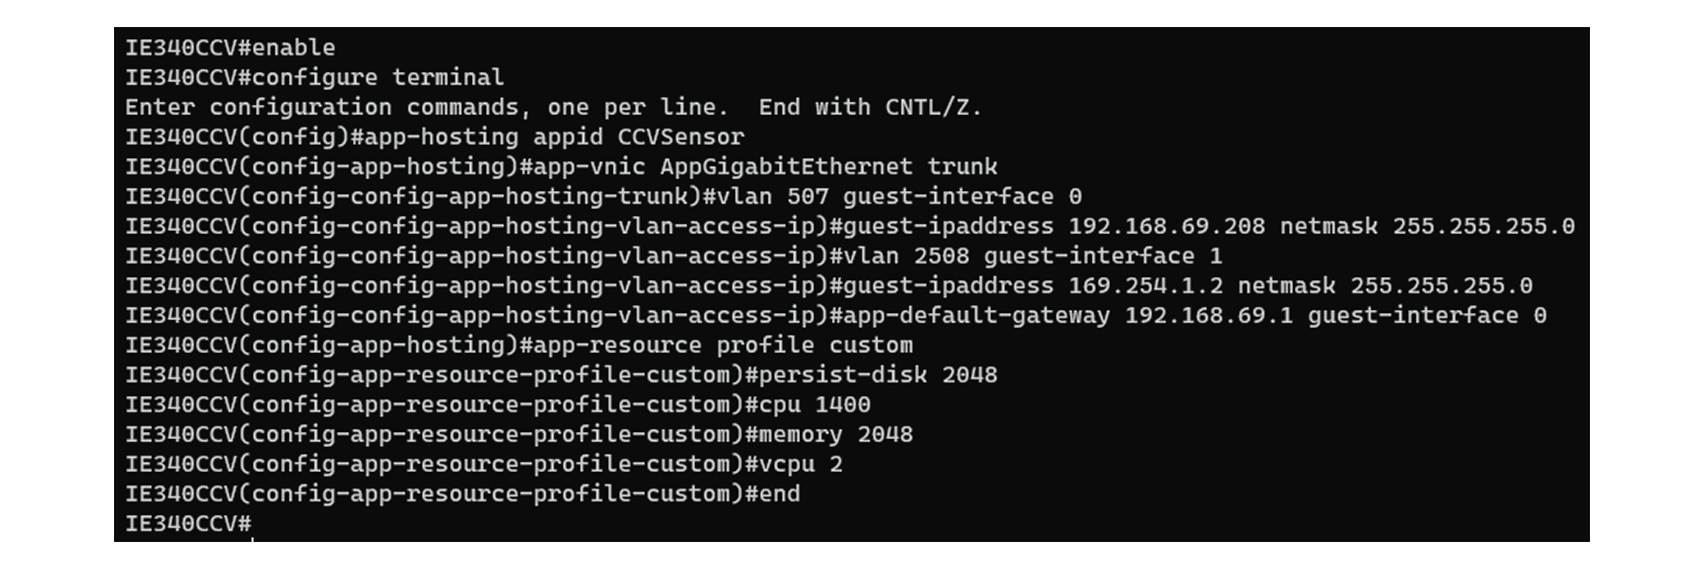 IE340CCV#enable
IE340CCV#configure terminal
Enter configuration commands, one per line.  End with CNTL/Z.
IE340CCV(config)#app-hosting appid CCVSensor
IE340CCV(config-app-hosting)#app-vnic AppGigabitEthernet trunk
IE340CCV(config-config-app-hosting-trunk)#vlan 507 guest-interface 0
IE340CCV(config-config-app-hosting-vlan-access-ip)#guest-ipaddress 192.168.69.208 netmask 255.255.255.0
IE340CCV(config-config-app-hosting-vlan-access-ip)#vlan 2508 guest-interface 1
IE340CCV(config-config-app-hosting-vlan-access-ip)#guest-ipaddress 169.254.1.2 netmask 255.255.255.0
IE340CCV(config-config-app-hosting-vlan-access-ip)#app-default-gateway 192.168.69.1 guest-interface 0
IE340CCV(config-app-hosting)#app-resource profile custom
IE340CCV(config-app-resource-profile-custom)#persist-disk 2048
IE340CCV(config-app-resource-profile-custom)#cpu 1400
IE340CCV(config-app-resource-profile-custom)#memory 2048
IE340CCV(config-app-resource-profile-custom)#vcpu 2
IE340CCV(config-app-resource-profile-custom)#end
IE340CCV#